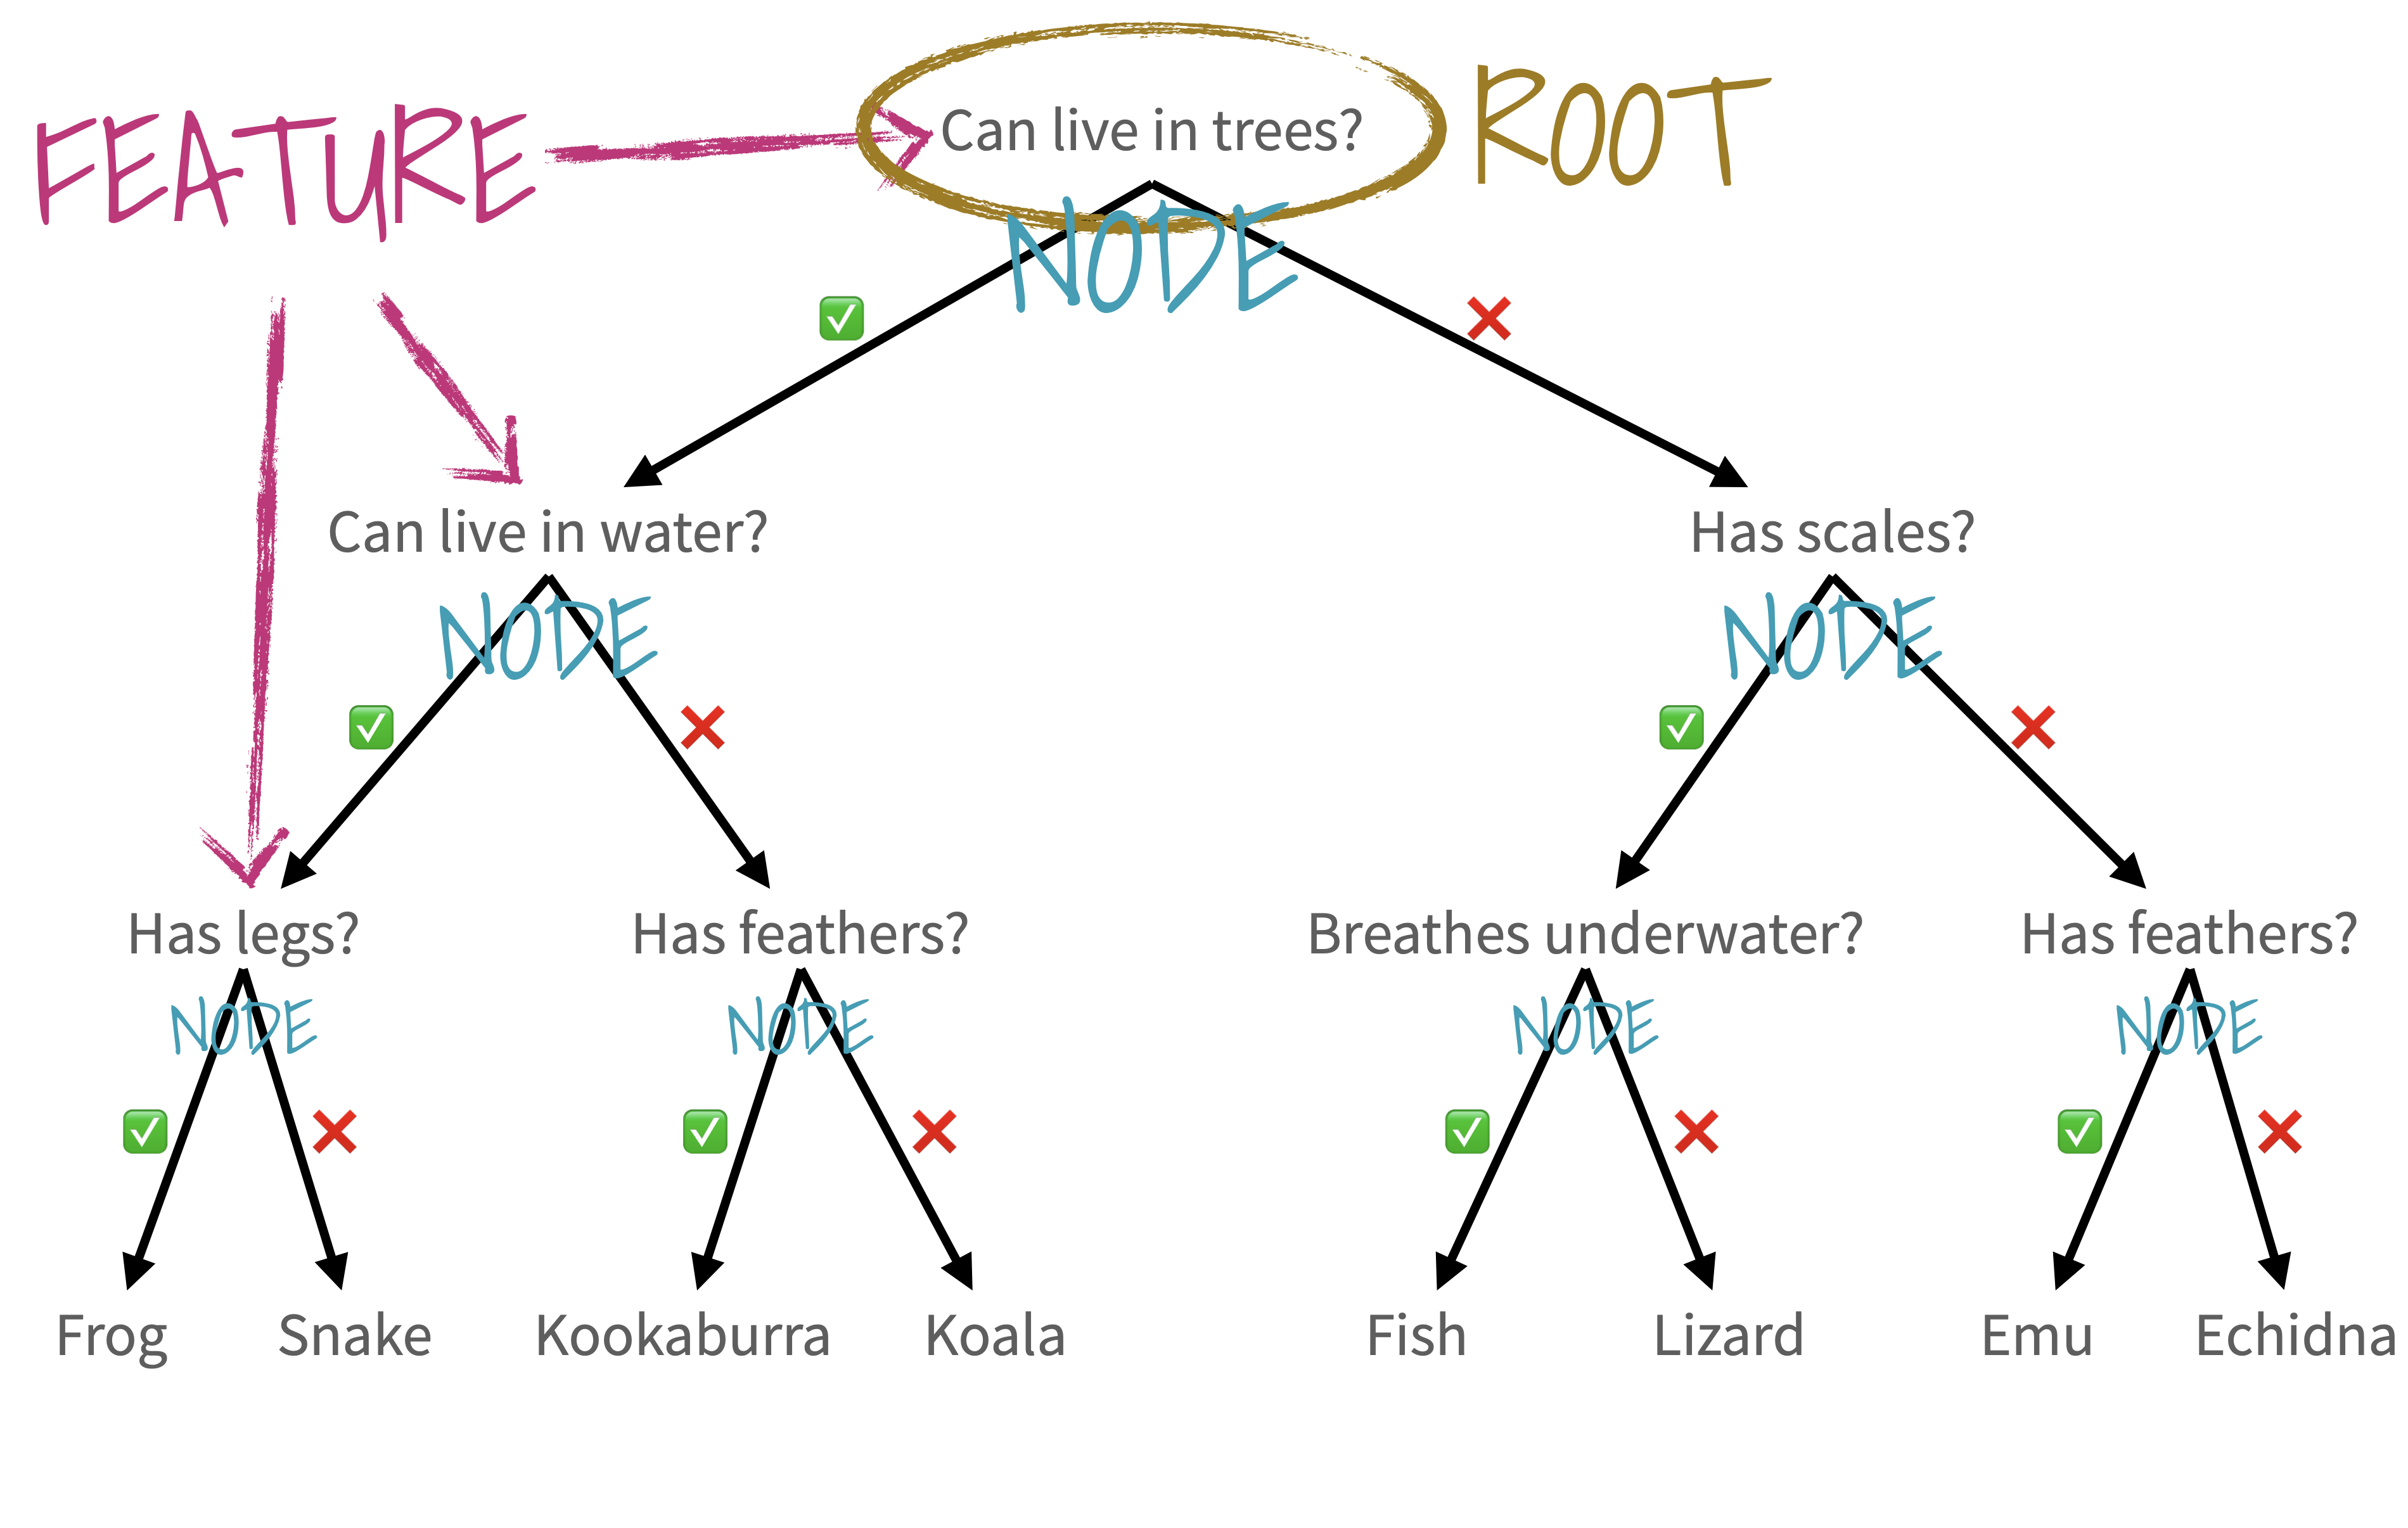 FEATURE
Can live in trees?
ROOT
NODE
Can live in water?
Has scales?
NODE
NODE
Has legs?
Has feathers?
Breathes underwater?
Has feathers?
NODE
NODE
NODE
NODE
Frog
Snake
Kookaburra
Koala
Fish
Lizard
Emu
Echidna